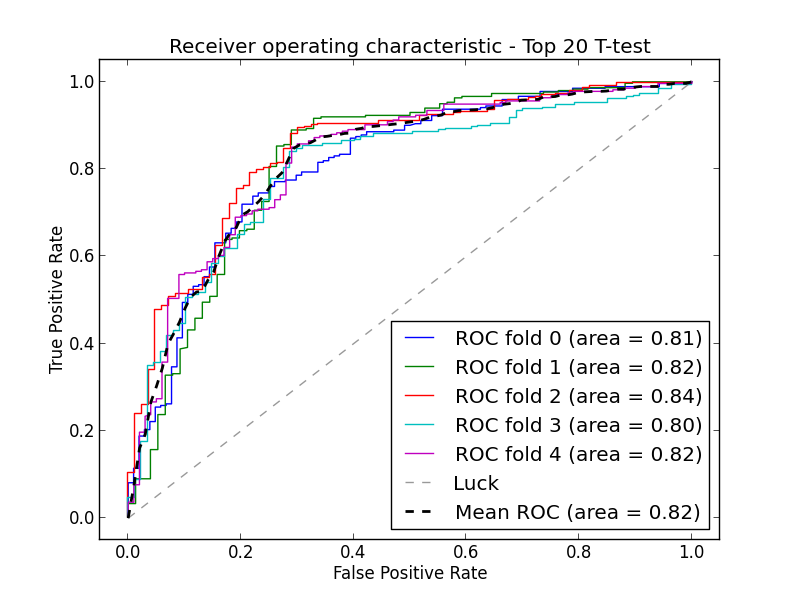 Receiver operating characteristic - Top 20 T-test
True Positive Rate
1.0
0.8
0.6
0.4
0.2
0.0
ROC fold 0 (area = 0.81)
ROC fold 1 (area = 0.82)
ROC fold 2 (area = 0.84)
ROC fold 3 (area = 0.80)
ROC fold 4 (area = 0.82)
Luck
Mean ROC (area = 0.82)
0.0 0.2 0.4 0.6 0.8 1.0
False Positive Rate